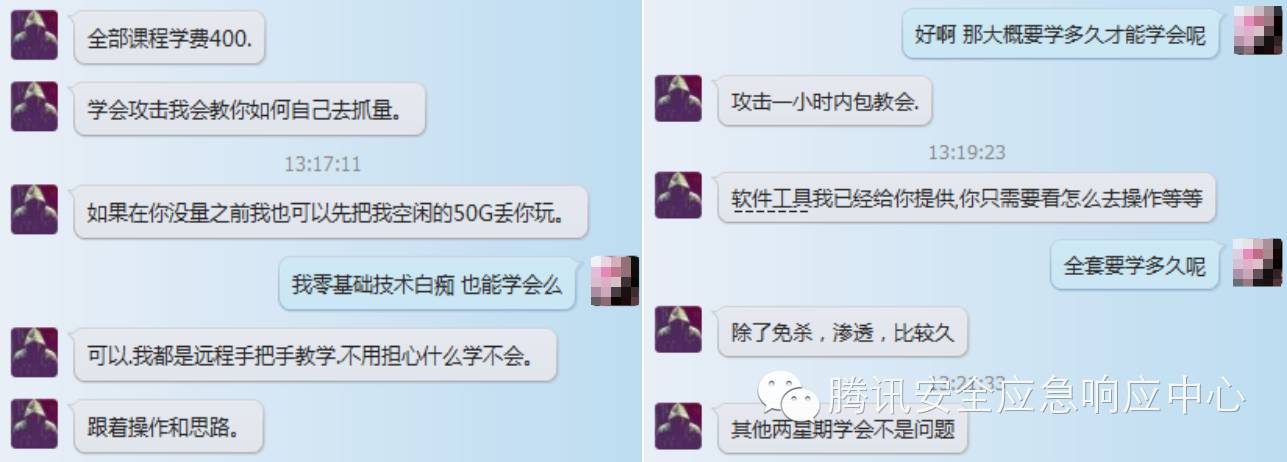 全部课程学费400.
学会攻击我会教你如何自己去抓量。
13:17:11
如果在你没量之前我也可以先把我空闲的50G丢你玩。
我零基础技术白痴 也能学会么
可以.我都是远程手把手教学.不用担心什么学不会。
跟着操作和思路。
好啊 那大概要学多久才能学会呢
攻击一小时内包教会.
13:19:23
软件工具我已经给你提供,你只需要看怎么去操作等等
全套要学多久呢
除了免杀，渗透，比较久
13:21:33
腾讯安全应急响应中心
其他两星期学会不是问题